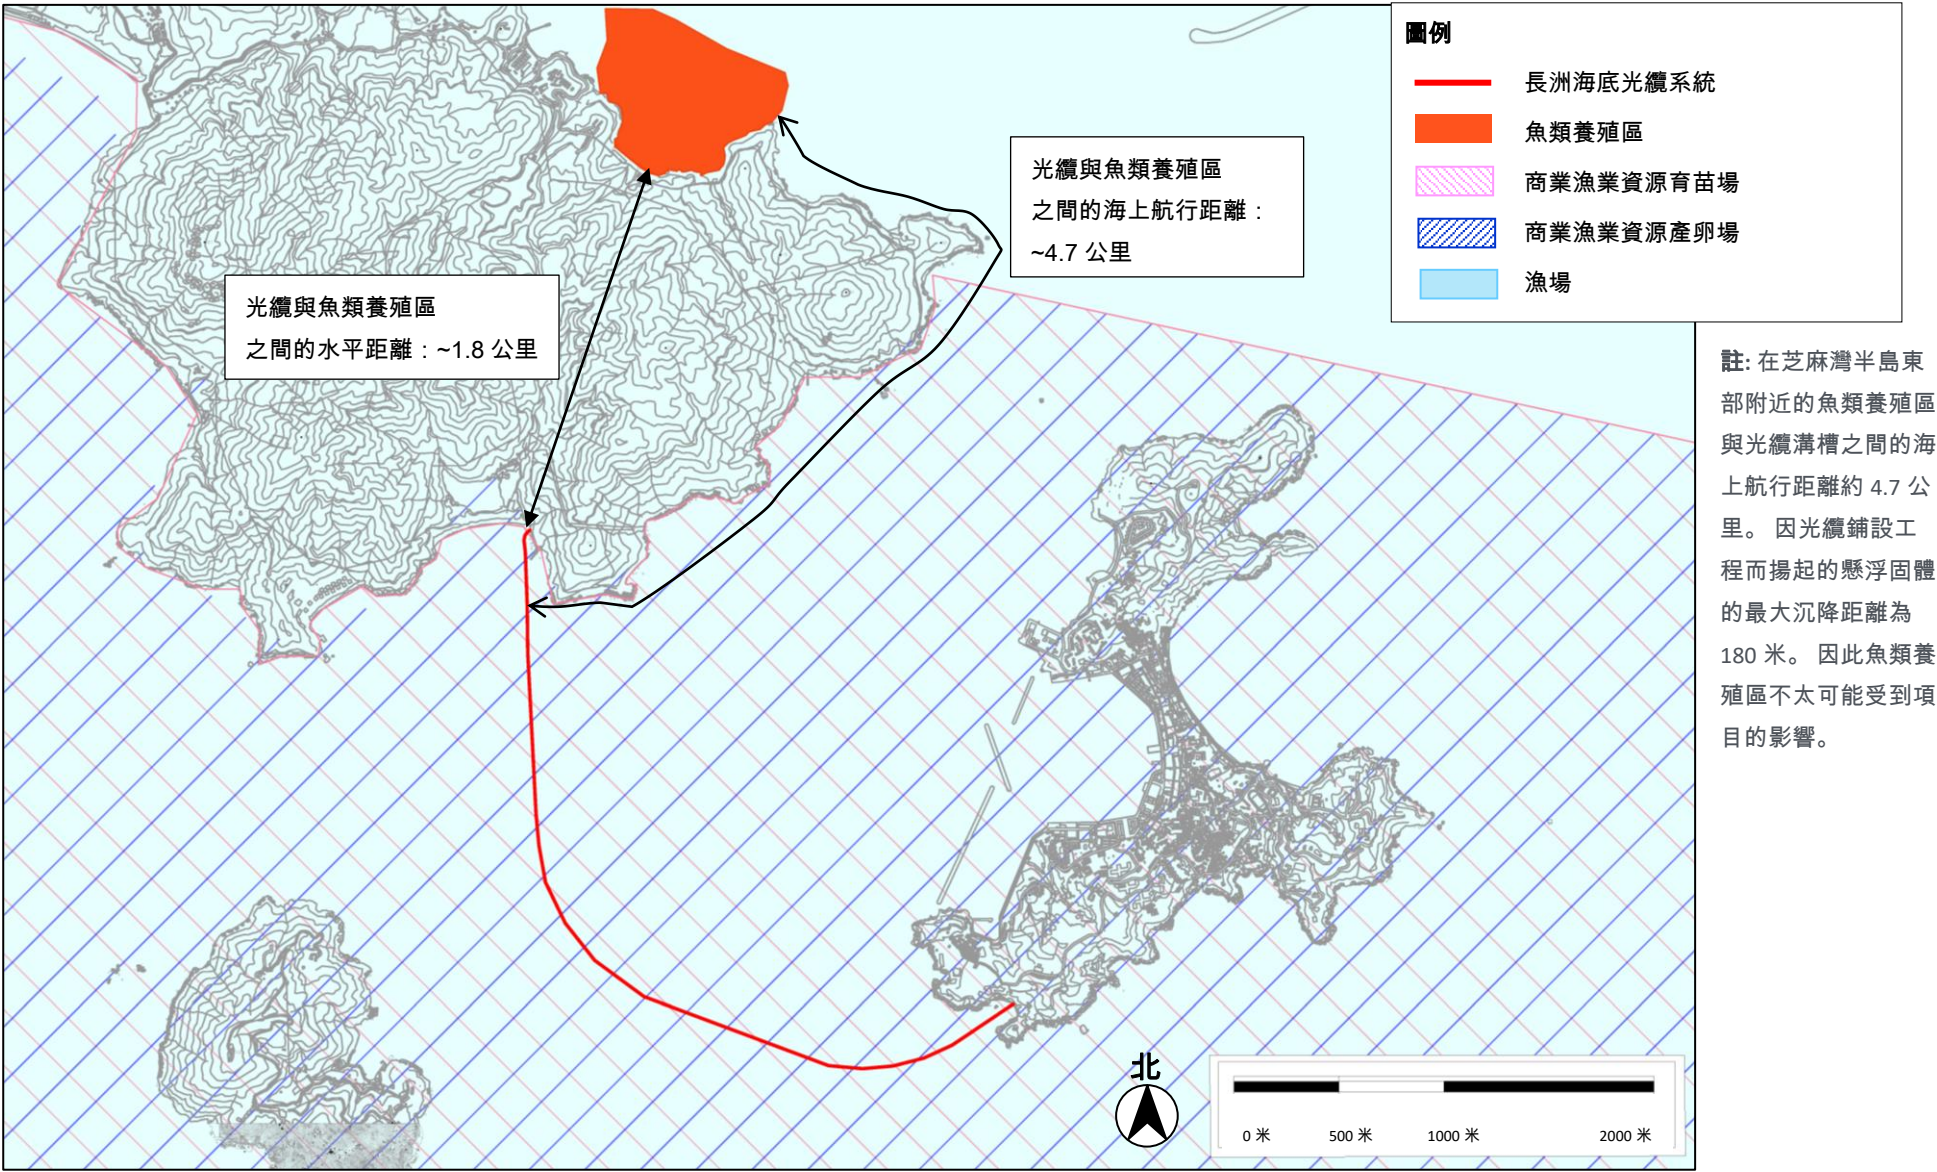 圖例
長洲海底光纜系統
魚類養殖區
商業漁業資源育苗場
商業漁業資源產卵場
漁場
光纜與魚類養殖區
之間的海上航行距離：
~4.7 公里
光纜與魚類養殖區
之間的水平距離：~1.8 公里
註: 在芝麻灣半島東
部附近的魚類養殖區
與光纜溝槽之間的海
上航行距離約 4.7 公
里。 因光纜鋪設工
程而揚起的懸浮固體
的最大沉降距離為
180 米。 因此魚類養
殖區不太可能受到項
目的影響。
北
0 米 500 米 1000 米 2000 米